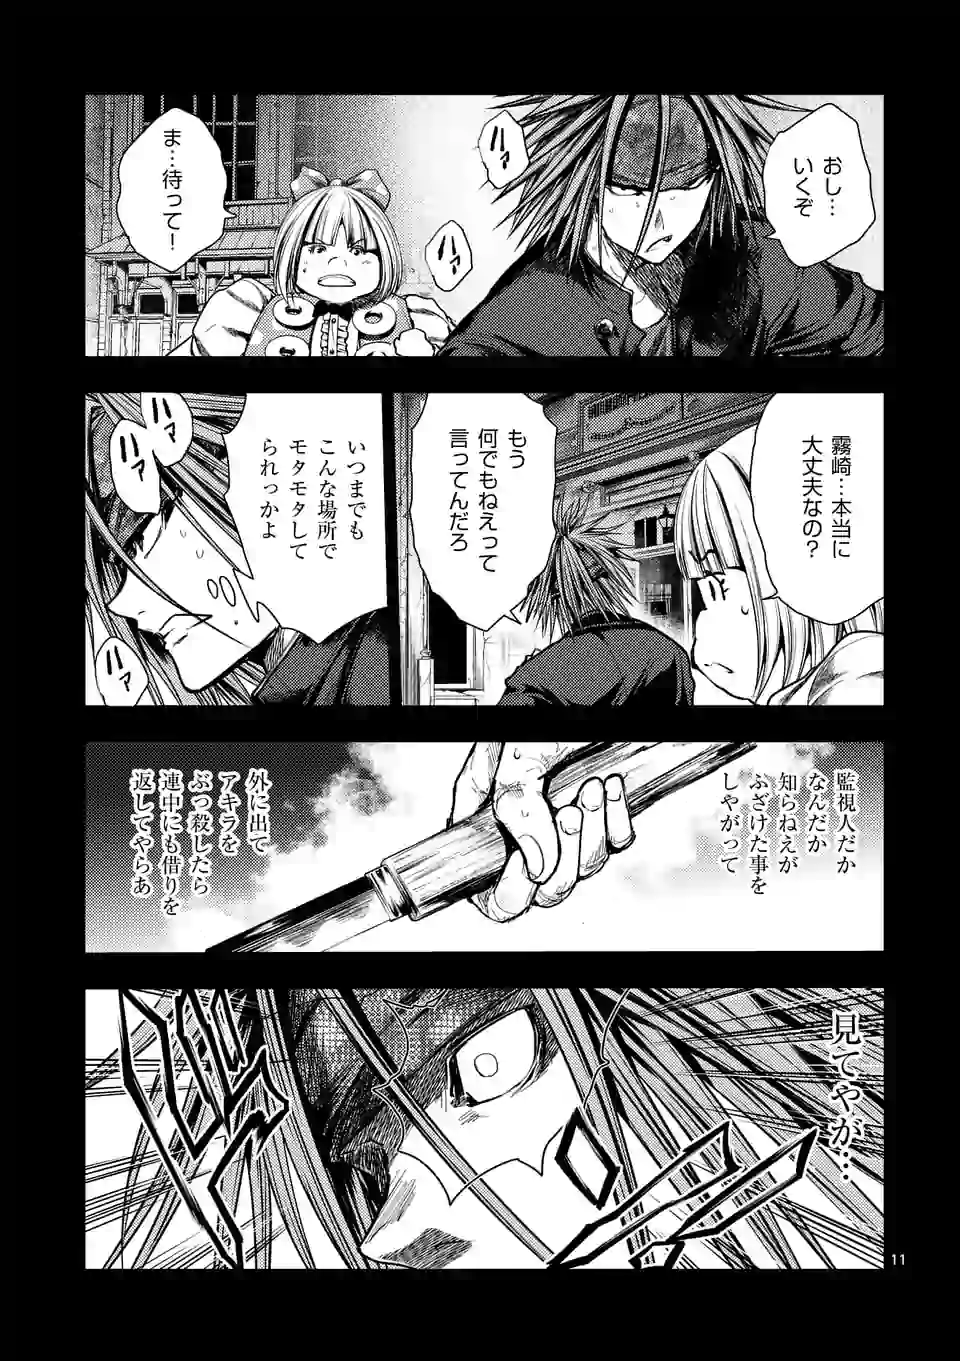 おし…
いくぞ
ハァ
ハァ
ま…待って！
霧崎…本当に
大丈夫なの？
もう
何でもねえって
言ってんだろ
いつまでも
こんな場所で
モタモタして
られっかよ
ハァ
ハァ
ハァ
監視人だか
なんだか
知らねえが
ふざけた事を
しやがって
外に出て
アキラを
ぶっ殺したら
連中にも借りを
返してやらあ
見てやが…
11